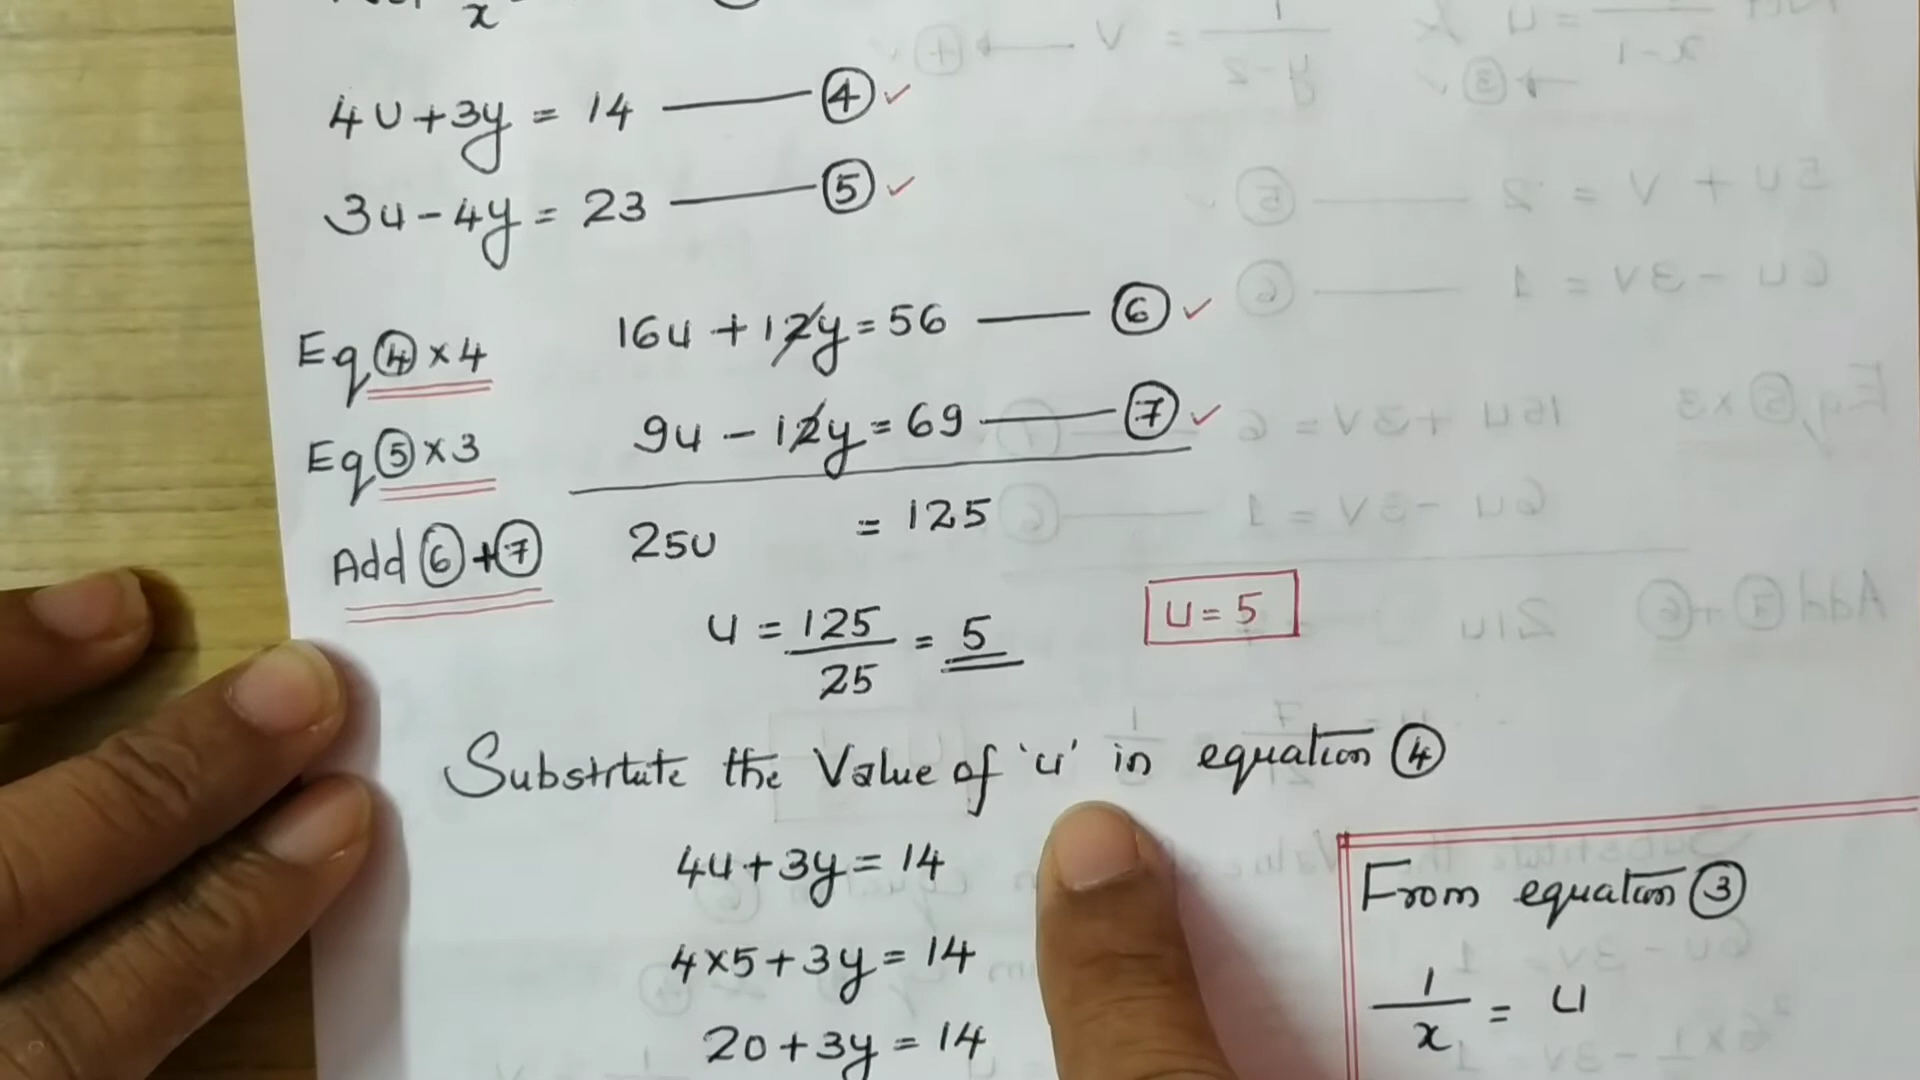 x
4u+3y = 14 —— ④ ✓
3u-4y = 23 —— ⑤ ✓
Eq ④ × 4 16u + 12y = 56 —— ⑥ ✓
Eq ⑤ × 3 9u - 12y = 69 —— ⑦ ✓
Add ⑥ + ⑦ 25u = 125
u = 125/25 = 5 u = 5
Substitute the Value of 'u' in equation ④
4u + 3y = 14
4×5 + 3y = 14
20 + 3y = 14
From equation ③
1/x = u